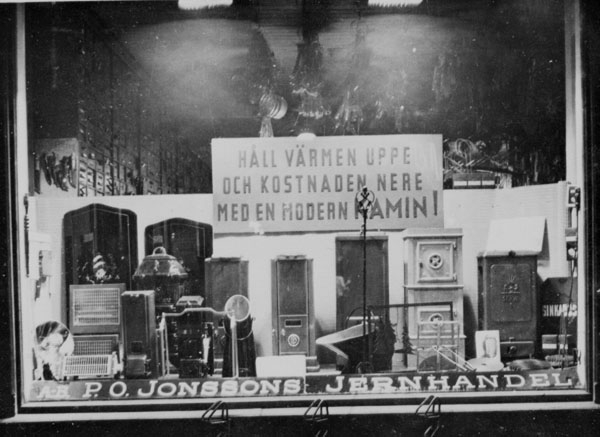 HÅLL VÄRMEN UPPE
OCH KOSTNADEN NERE
MED EN MODERN KAMIN!
A.-B. P. O. JONSSONS JERNHANDEL